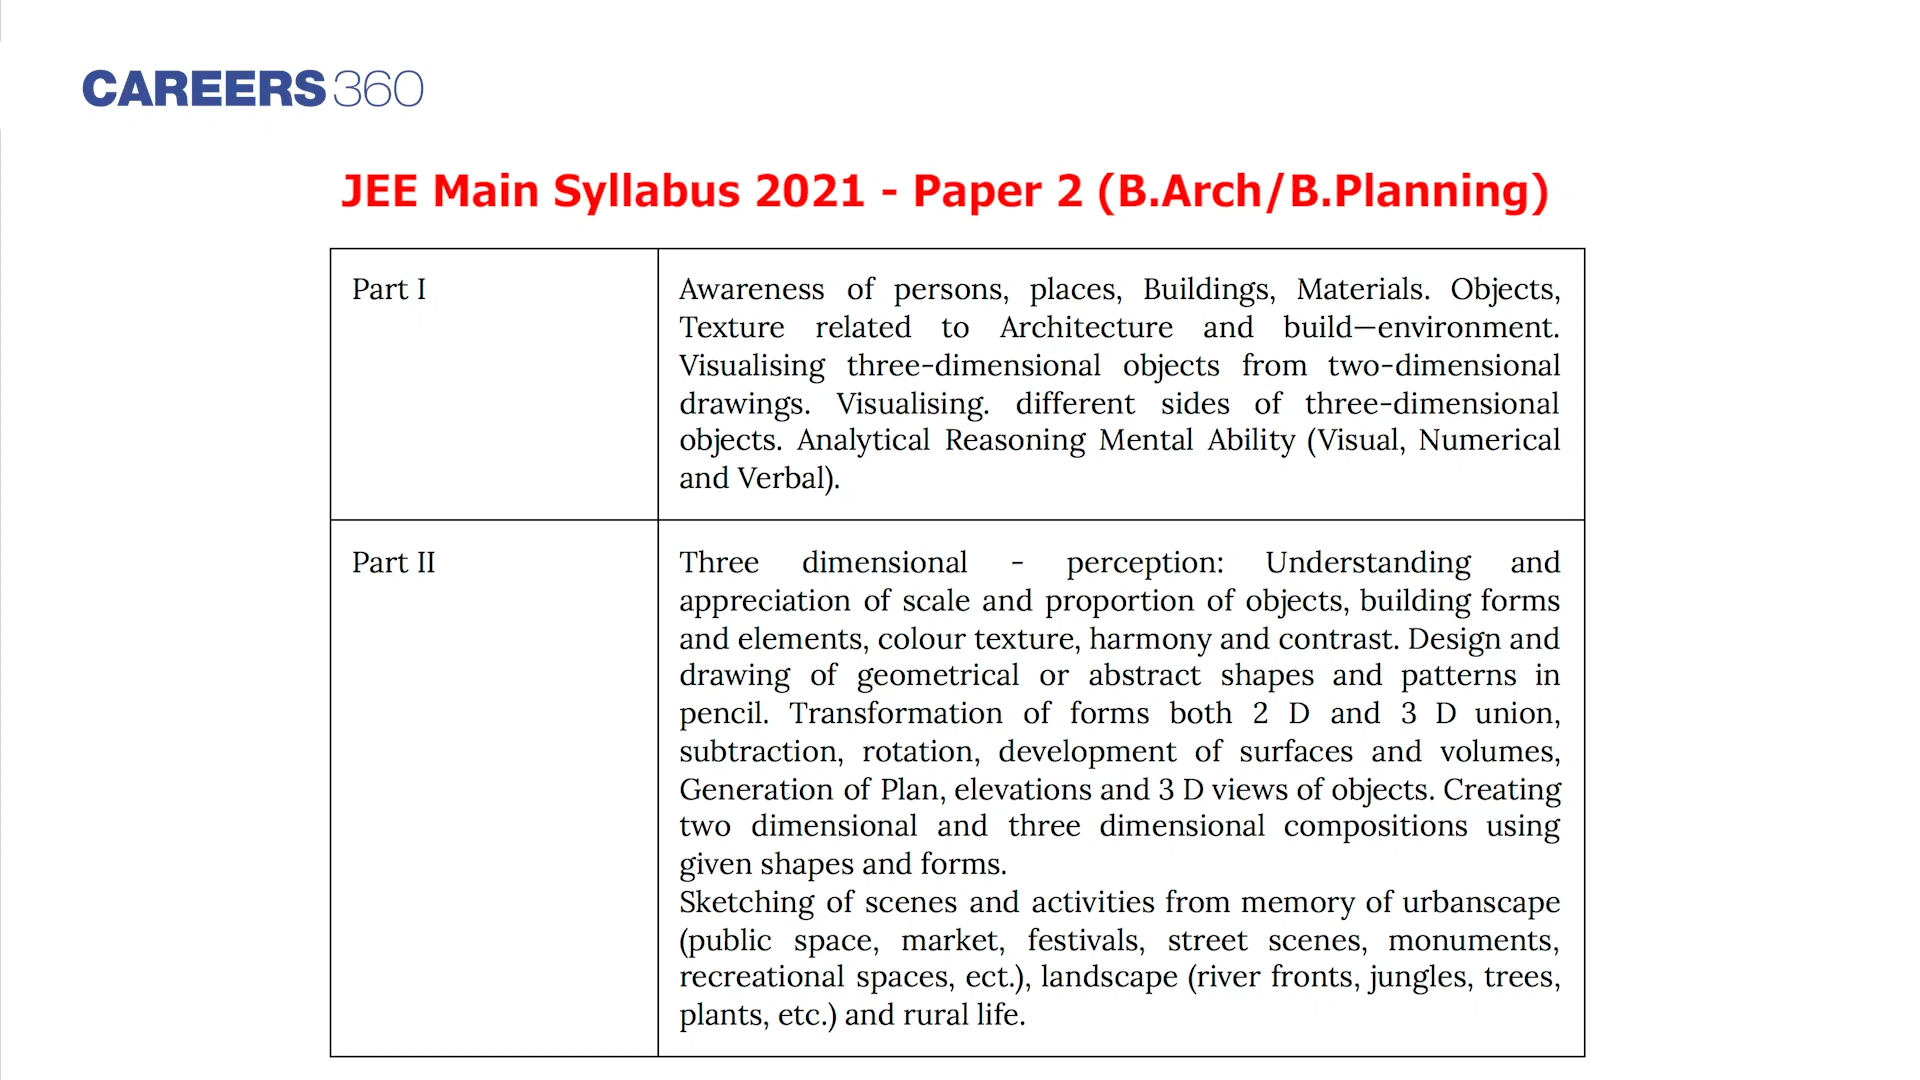 CAREERS360
JEE Main Syllabus 2021 - Paper 2 (B.Arch/B.Planning)
Part I
Awareness of persons, places, Buildings, Materials. Objects,
Texture related to Architecture and build—environment.
Visualising three-dimensional objects from two-dimensional
drawings. Visualising. different sides of three-dimensional
objects. Analytical Reasoning Mental Ability (Visual, Numerical
and Verbal).
Part II
Three dimensional - perception: Understanding and
appreciation of scale and proportion of objects, building forms
and elements, colour texture, harmony and contrast. Design and
drawing of geometrical or abstract shapes and patterns in
pencil. Transformation of forms both 2 D and 3 D union,
subtraction, rotation, development of surfaces and volumes,
Generation of Plan, elevations and 3 D views of objects. Creating
two dimensional and three dimensional compositions using
given shapes and forms.
Sketching of scenes and activities from memory of urbanscape
(public space, market, festivals, street scenes, monuments,
recreational spaces, ect.), landscape (river fronts, jungles, trees,
plants, etc.) and rural life.